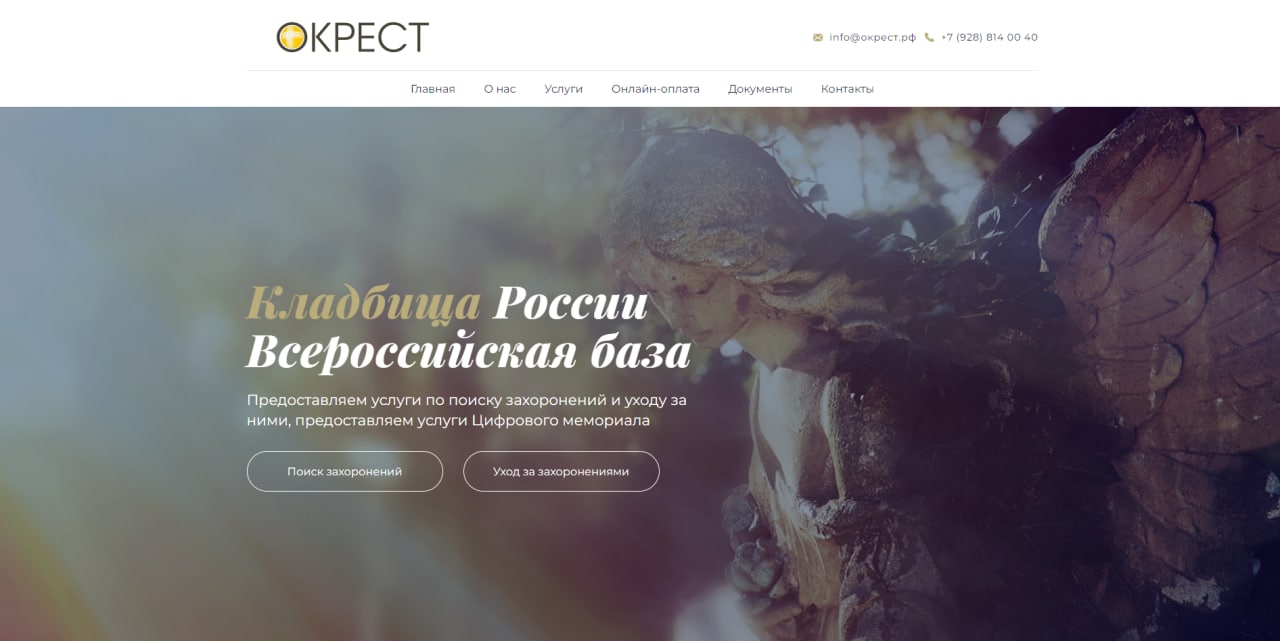 ОКРЕСТ
info@окрест.рф +7 (928) 814 00 40
Главная О нас Услуги Онлайн-оплата Документы Контакты
Кладбища России
Всероссийская база
Предоставляем услуги по поиску захоронений и уходу за
ними, предоставляем услуги Цифрового мемориала
Поиск захоронений Уход за захоронениями